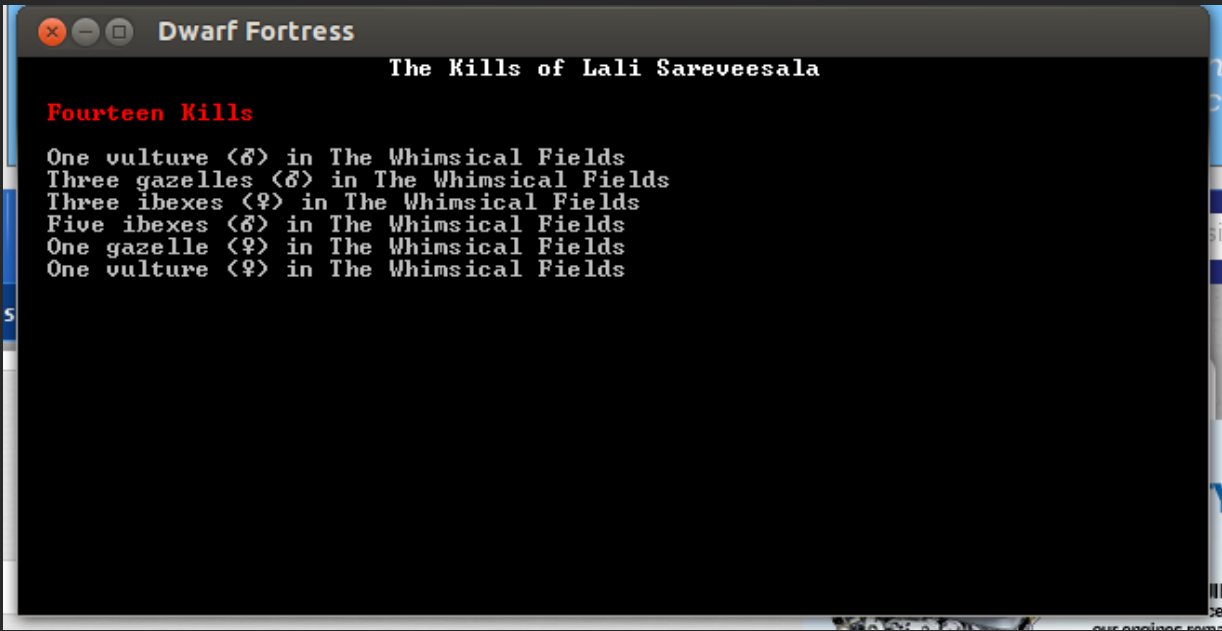 Dwarf Fortress
The Kills of Lali Sareveesala
Fourteen Kills
One vulture (♂) in The Whimsical Fields
Three gazelles (♂) in The Whimsical Fields
Three ibexes (♀) in The Whimsical Fields
Five ibexes (♂) in The Whimsical Fields
One gazelle (♀) in The Whimsical Fields
One vulture (♀) in The Whimsical Fields